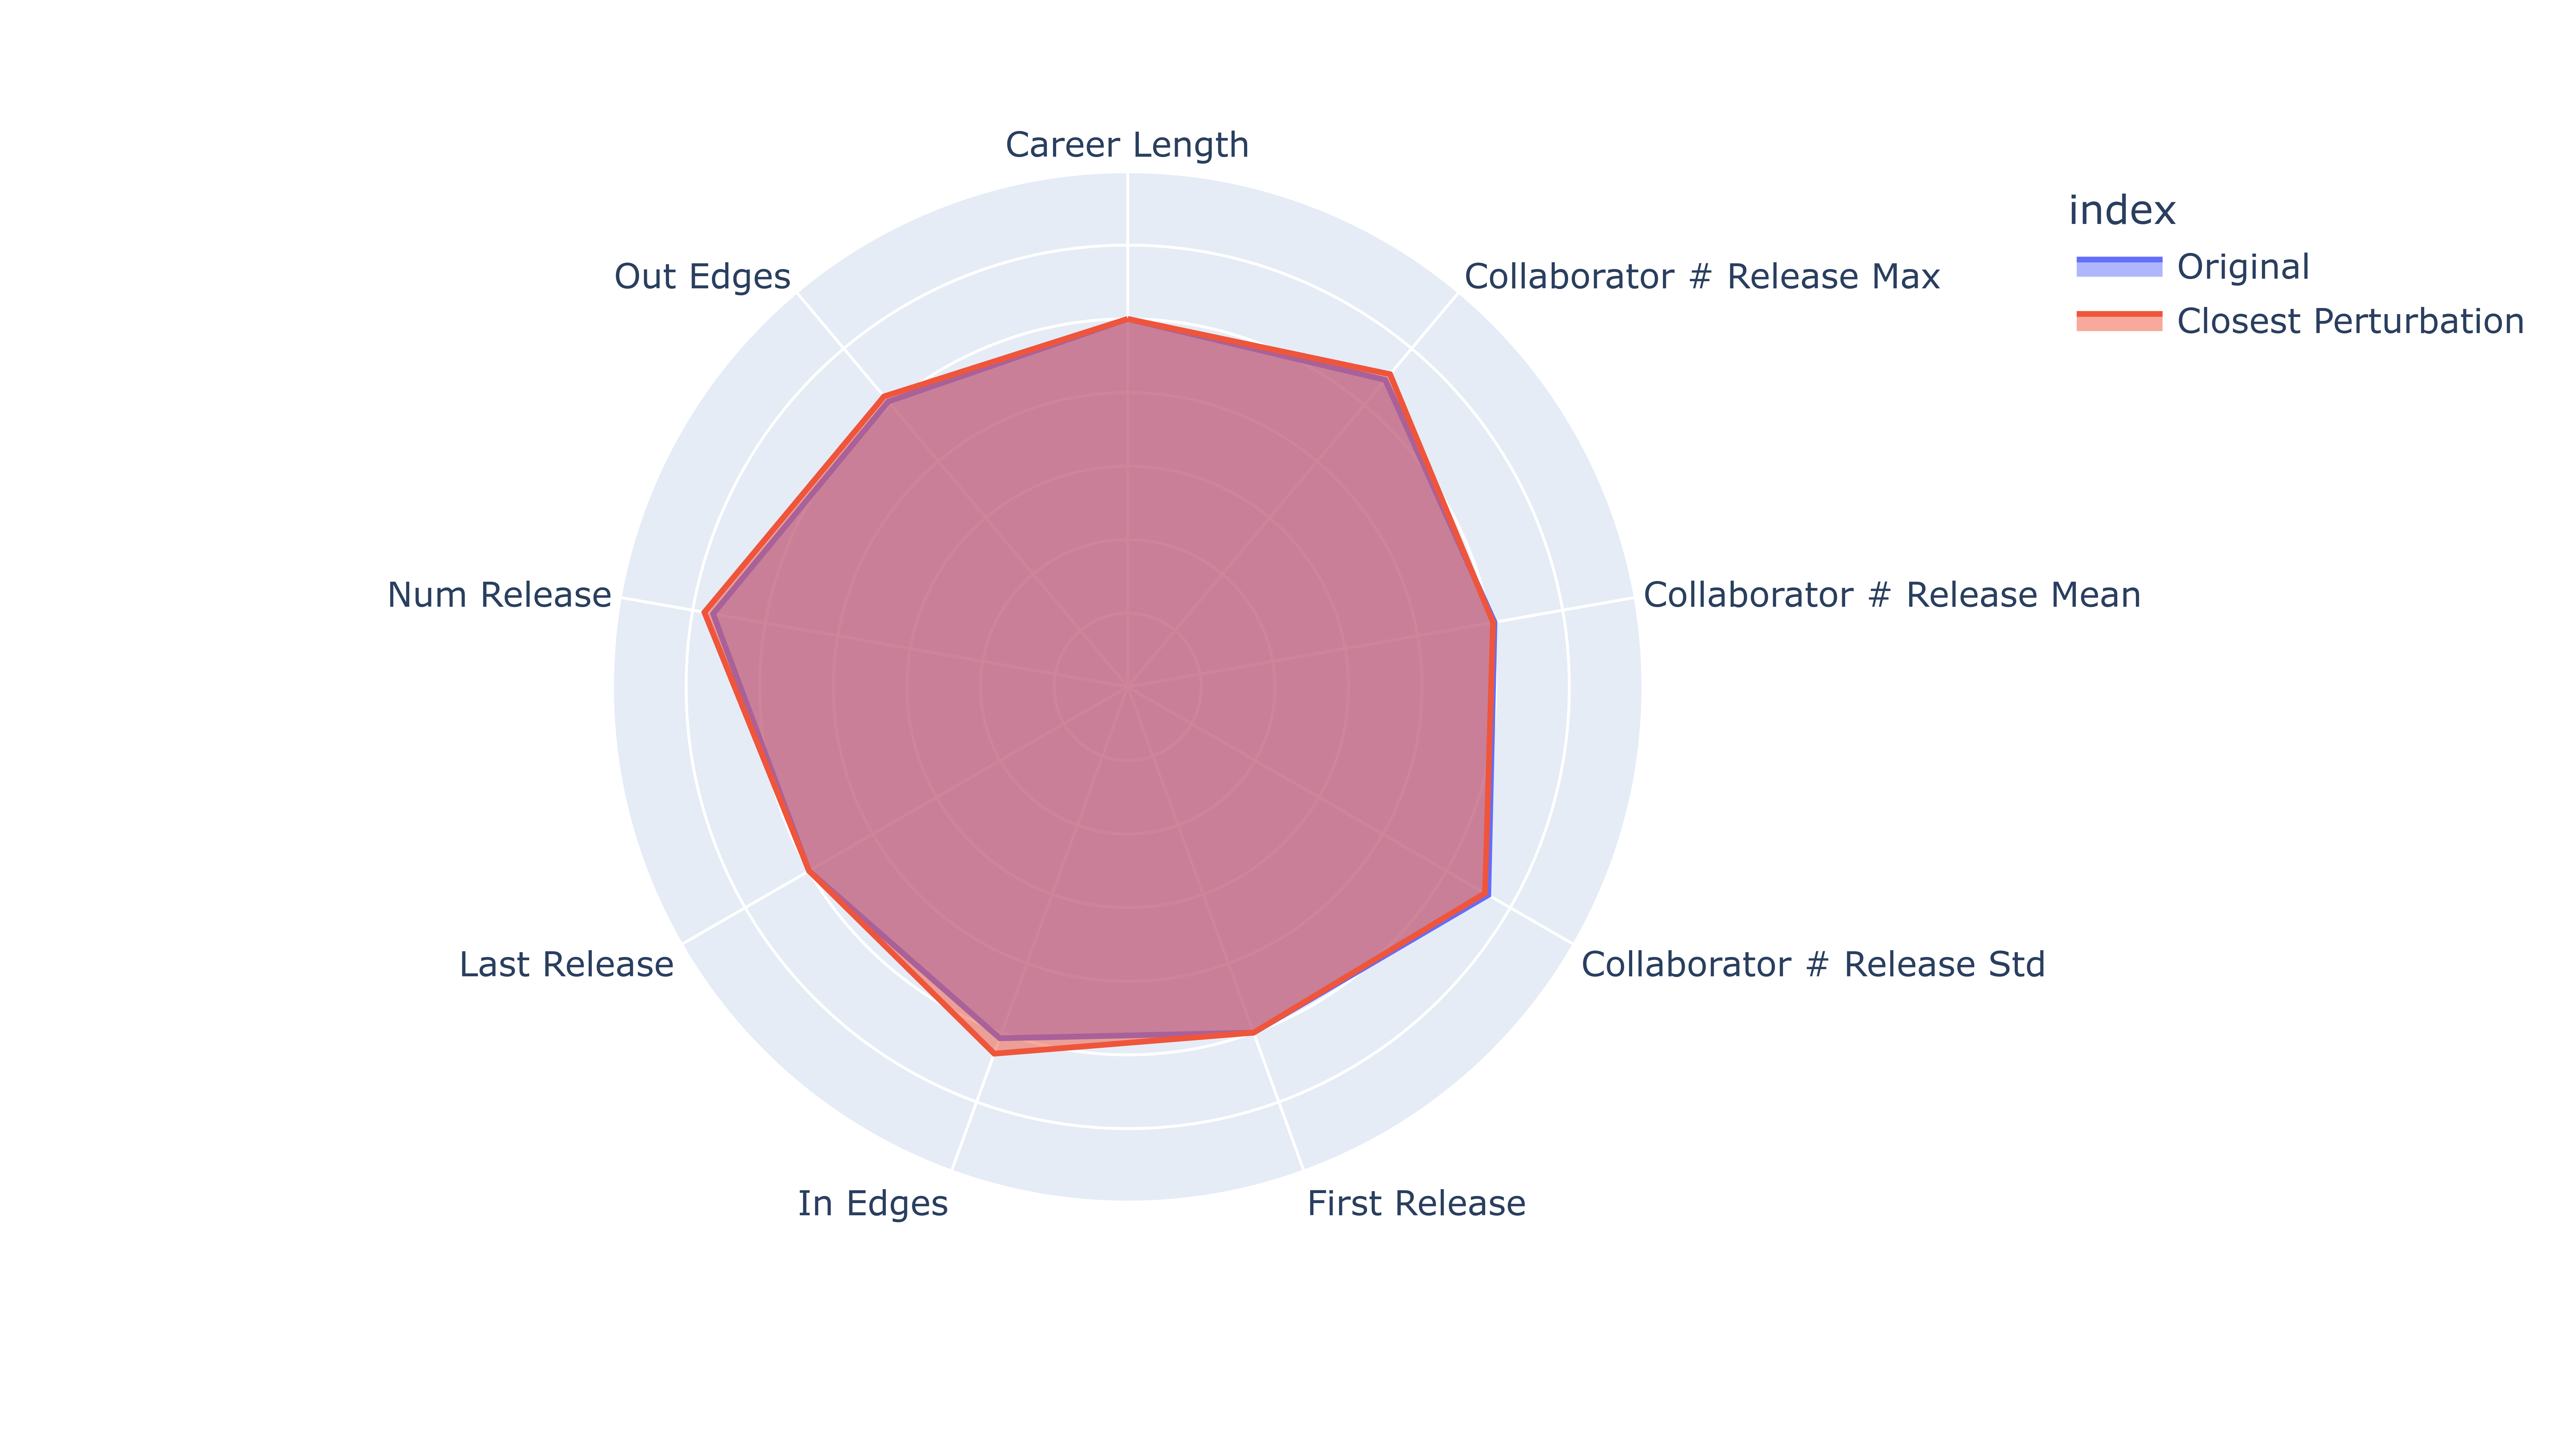 Career Length
Out Edges
Collaborator # Release Max
index
Original
Closest Perturbation
Num Release
Collaborator # Release Mean
Last Release
Collaborator # Release Std
In Edges
First Release